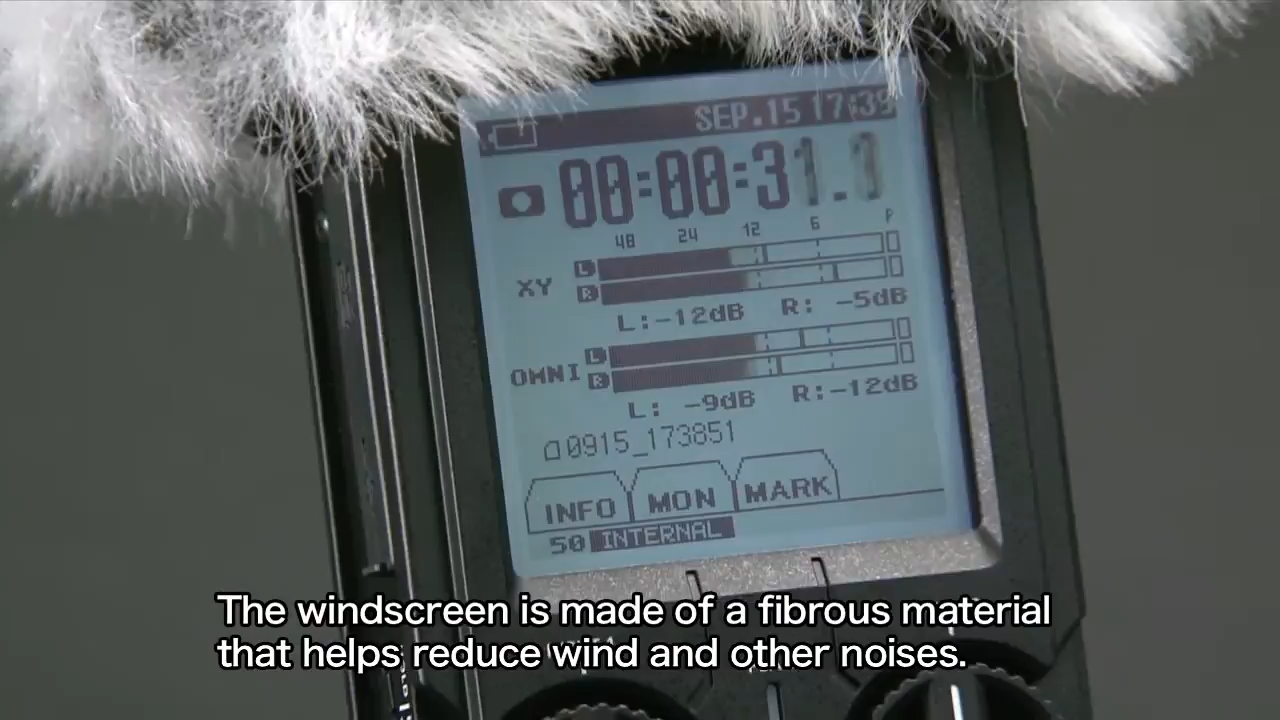 SEP.15 17:39
00:00:31.1
48 24 12 6 P
L
XY
R
L:-12dB R: -5dB
L
OMNI
R
L: -9dB R:-12dB
0915_173851
INFO MON MARK
50 INTERNAL
The windscreen is made of a fibrous material
that helps reduce wind and other noises.